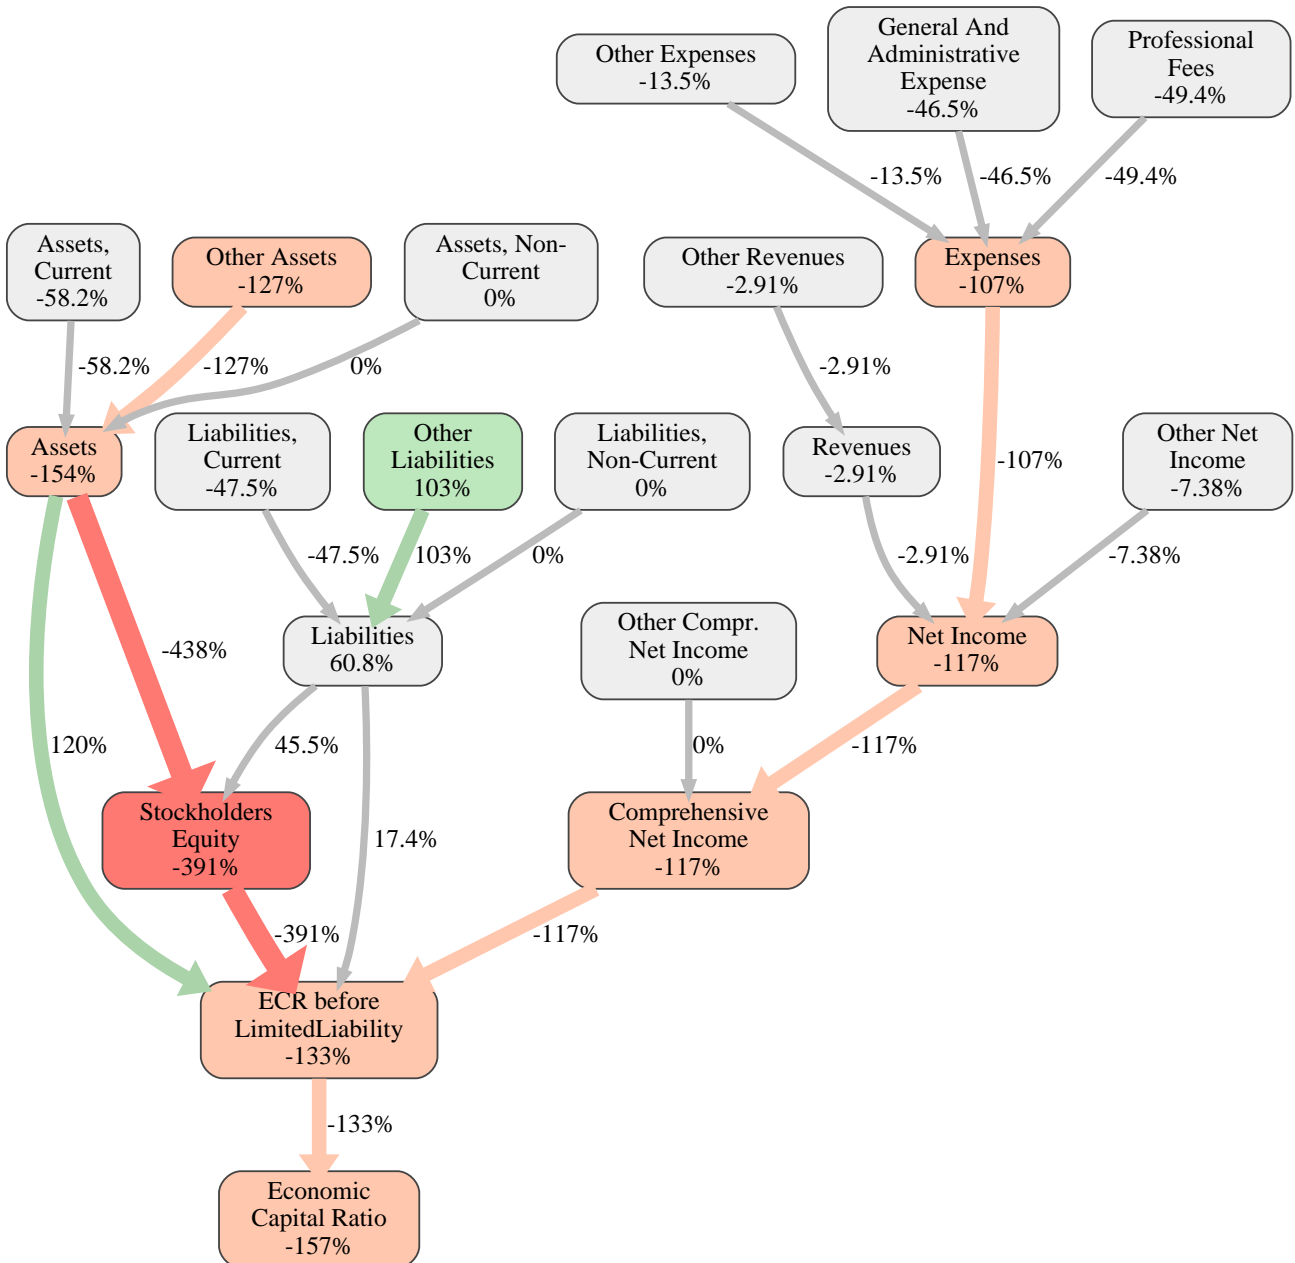 Other Expenses
-13.5%
General And
Administrative
Expense
-46.5%
Professional
Fees
-49.4%
-13.5%
-46.5%
-49.4%
Assets,
Current
-58.2%
Other Assets
-127%
Assets, Non-
Current
0%
Other Revenues
-2.91%
Expenses
-107%
-58.2%
-127%
0%
-2.91%
Assets
-154%
Liabilities,
Current
-47.5%
Other
Liabilities
103%
Liabilities,
Non-Current
0%
Revenues
-2.91%
-107%
Other Net
Income
-7.38%
-47.5%
103%
0%
-2.91%
-7.38%
-438%
Liabilities
60.8%
Other Compr.
Net Income
0%
Net Income
-117%
120%
45.5%
0%
-117%
Stockholders
Equity
-391%
17.4%
Comprehensive
Net Income
-117%
-391%
-117%
ECR before
LimitedLiability
-133%
-133%
Economic
Capital Ratio
-157%